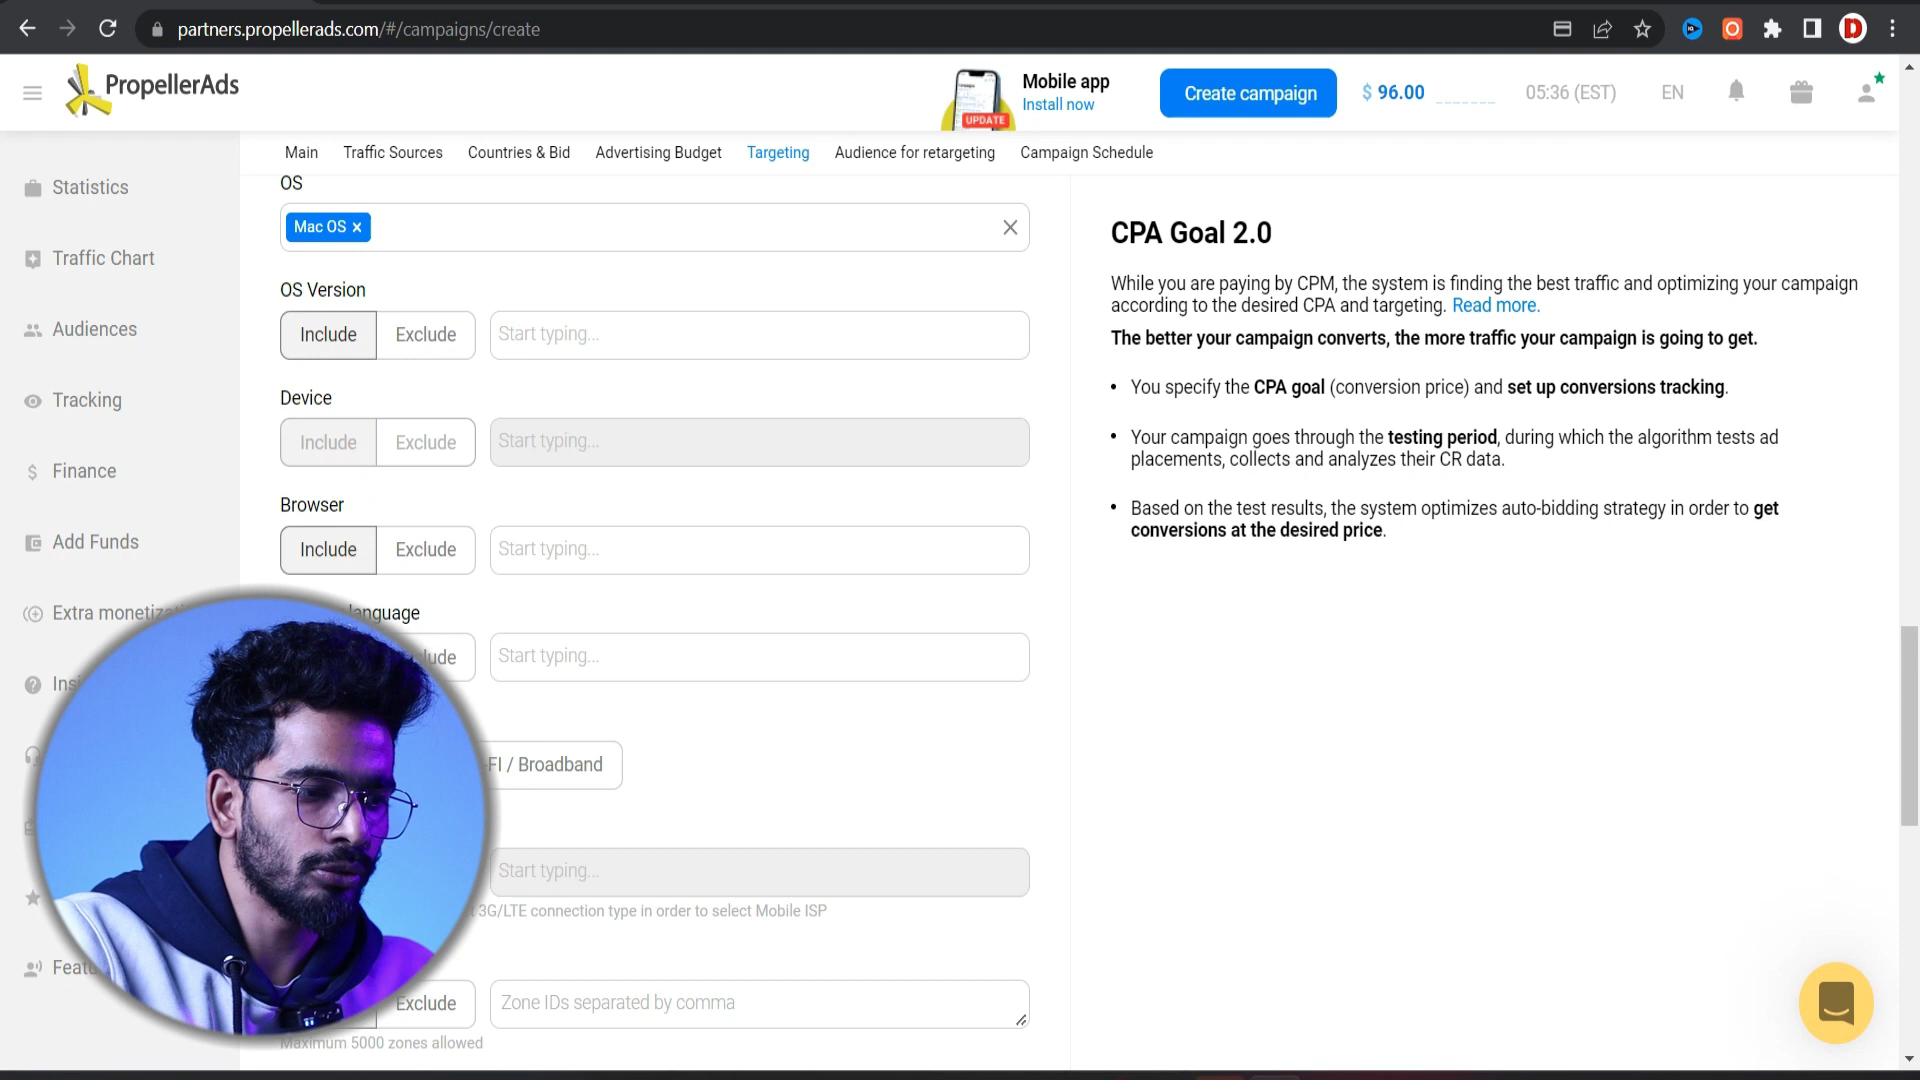 partners.propellerads.com/#/campaigns/create
PropellerAds
UPDATE
Mobile app
Install now
Create campaign
$ 96.00
05:36 (EST)
EN
Main
Traffic Sources
Countries & Bid
Advertising Budget
Targeting
Audience for retargeting
Campaign Schedule
Statistics
Traffic Chart
Audiences
Tracking
Finance
Add Funds
OS
Mac OS ×
OS Version
Include
Exclude
Start typing...
Device
Include
Exclude
Start typing...
Browser
Include
Exclude
Start typing...
language
Start typing...
-FI / Broadband
Start typing...
3G/LTE connection type in order to select Mobile ISP
Exclude
Zone IDs separated by comma
Maximum 5000 zones allowed
CPA Goal 2.0
While you are paying by CPM, the system is finding the best traffic and optimizing your campaign
according to the desired CPA and targeting. Read more.
The better your campaign converts, the more traffic your campaign is going to get.
• You specify the CPA goal (conversion price) and set up conversions tracking.
• Your campaign goes through the testing period, during which the algorithm tests ad
placements, collects and analyzes their CR data.
• Based on the test results, the system optimizes auto-bidding strategy in order to get
conversions at the desired price.